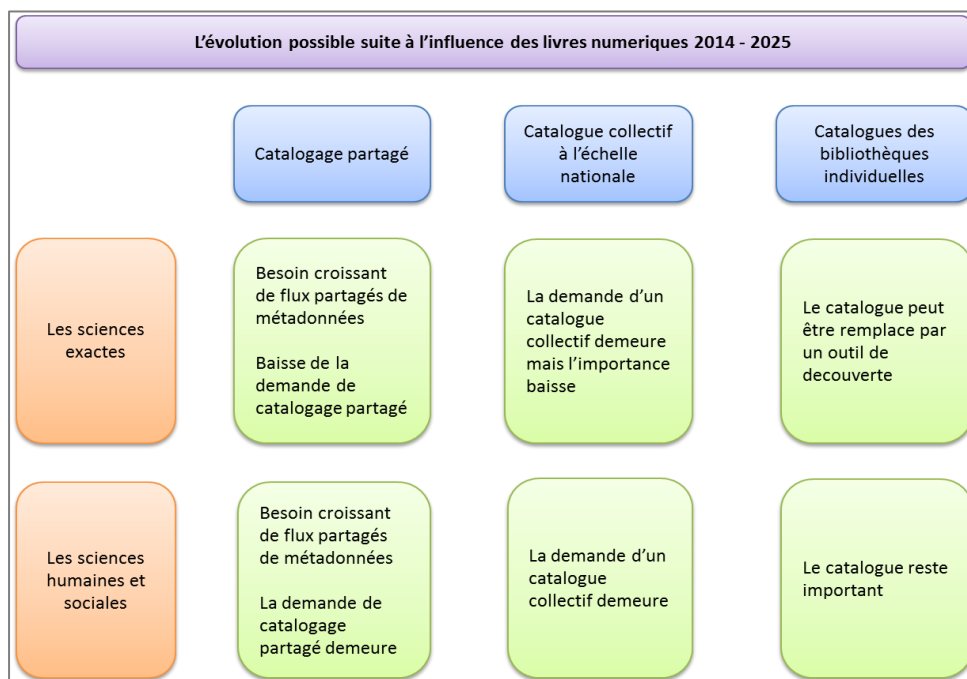 L'évolution possible suite à l'influence des livres numeriques 2014 - 2025
Catalogage partagé
Catalogue collectif
à l'échelle
nationale
Catalogues des
bibliothèques
individuelles
Les sciences
exactes
Besoin croissant
de flux partagés de
métadonnées
Baisse de la
demande de
catalogage partagé
La demande d'un
catalogue
collectif demeure
mais l'importance
baisse
Le catalogue peut
être remplace par
un outil de
decouverte
Les sciences
humaines et
sociales
Besoin croissant
de flux partagés
de métadonnées
La demande de
catalogage
partagé demeure
La demande d'un
catalogue
collectif demeure
Le catalogue reste
important